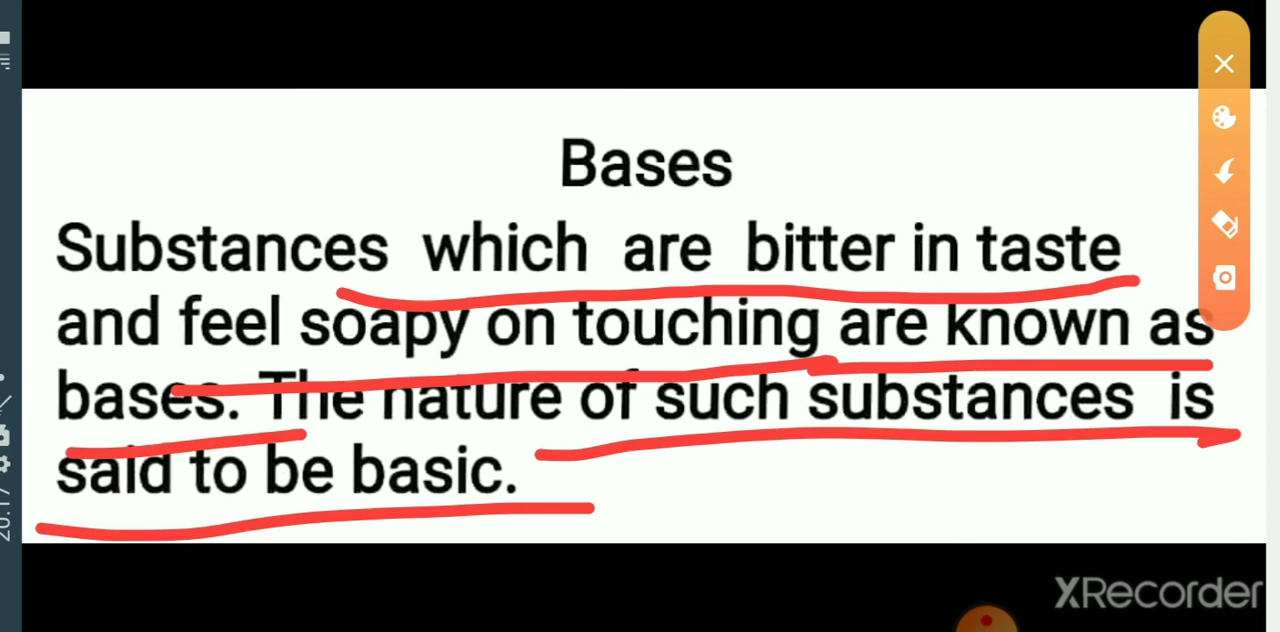 Bases
Substances which are bitter in taste
and feel soapy on touching are known as
bases. The nature of such substances is
said to be basic.
XRecorder